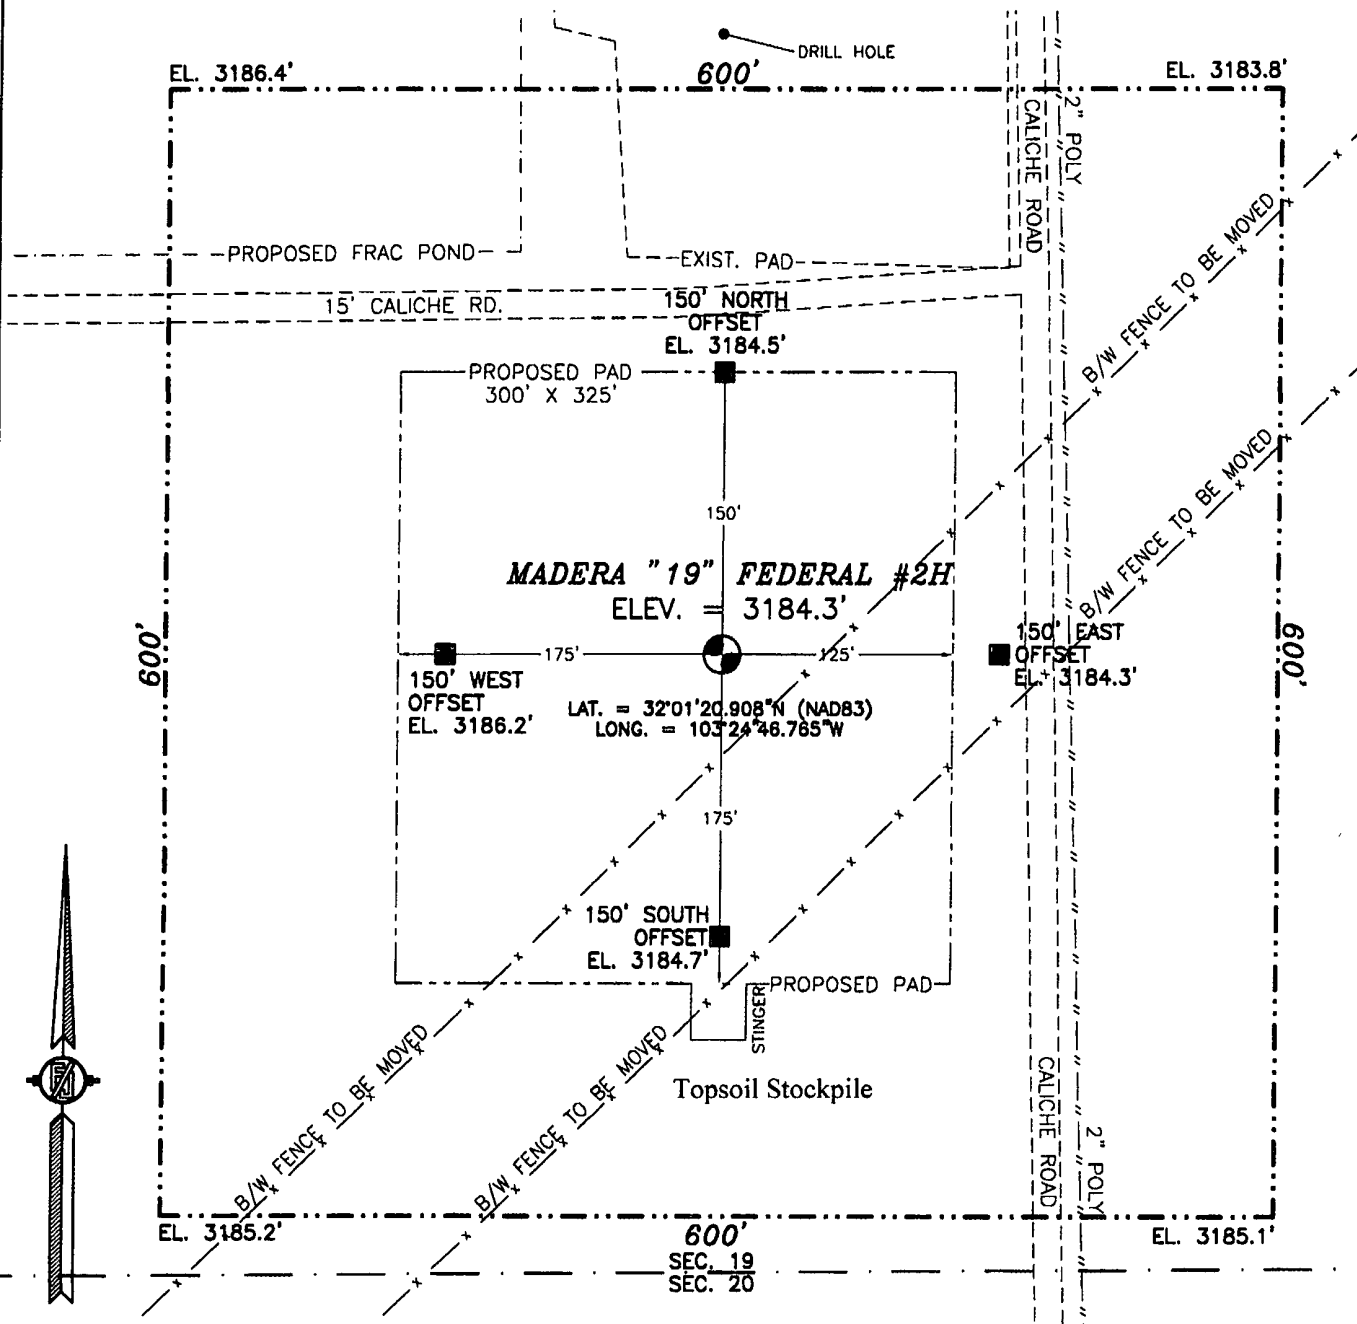 DRILL HOLE
EL. 3186.4'
600'
EL. 3183.8'
CALICHE ROAD
2" POLY
PROPOSED FRAC POND
EXIST. PAD
B/W FENCE TO BE MOVED
15' CALICHE RD.
150' NORTH
OFFSET
EL. 3184.5'
PROPOSED PAD
300' X 325'
B/W FENCE TO BE MOVED
150'
MADERA "19" FEDERAL #2H
ELEV. = 3184.3'
600'
175'
125'
150' EAST
OFFSET
EL. 3184.3'
600'
150' WEST
OFFSET
EL. 3186.2'
LAT. = 32°01'20.908"N (NAD83)
LONG. = 103°24'46.765"W
175'
150' SOUTH
OFFSET
EL. 3184.7'
PROPOSED PAD
STINGER
B/W FENCE TO BE MOVED
B/W FENCE TO BE MOVED
Topsoil Stockpile
CALICHE ROAD
2" POLY
EL. 3185.2'
600'
EL. 3185.1'
SEC. 19
SEC. 20